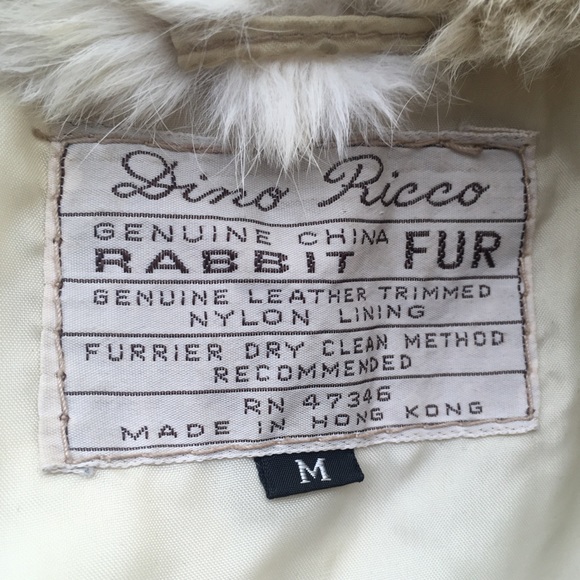 Dino Ricco
GENUINE CHINA
RABBIT FUR
GENUINE LEATHER TRIMMED
NYLON LINING
FURRIER DRY CLEAN METHOD
RECOMMENDED
RN 47346
MADE IN HONG KONG
M